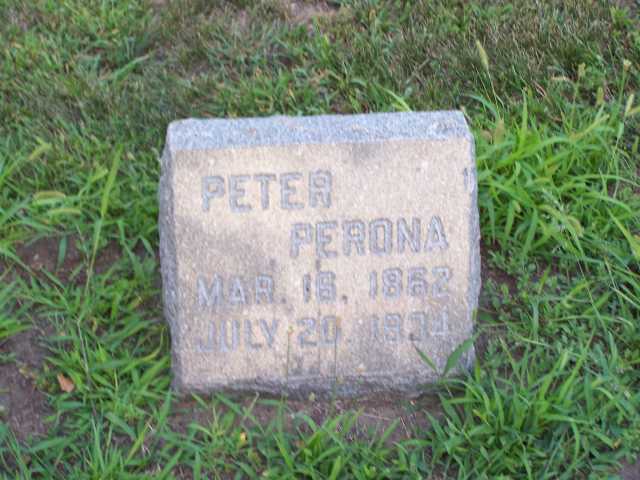 PETER
PERONA
MAR. 16. 1862
JULY 20. 1934